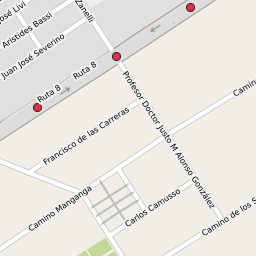 José Livi
Aristides Bassi
Zanelli
Juan José Severino
Ruta 8
Ruta 8
Profesor Doctor Justo M Alonso González
Camino
Francisco de las Carreras
Camino Manganga
Carlos Camusso
Camino de los S